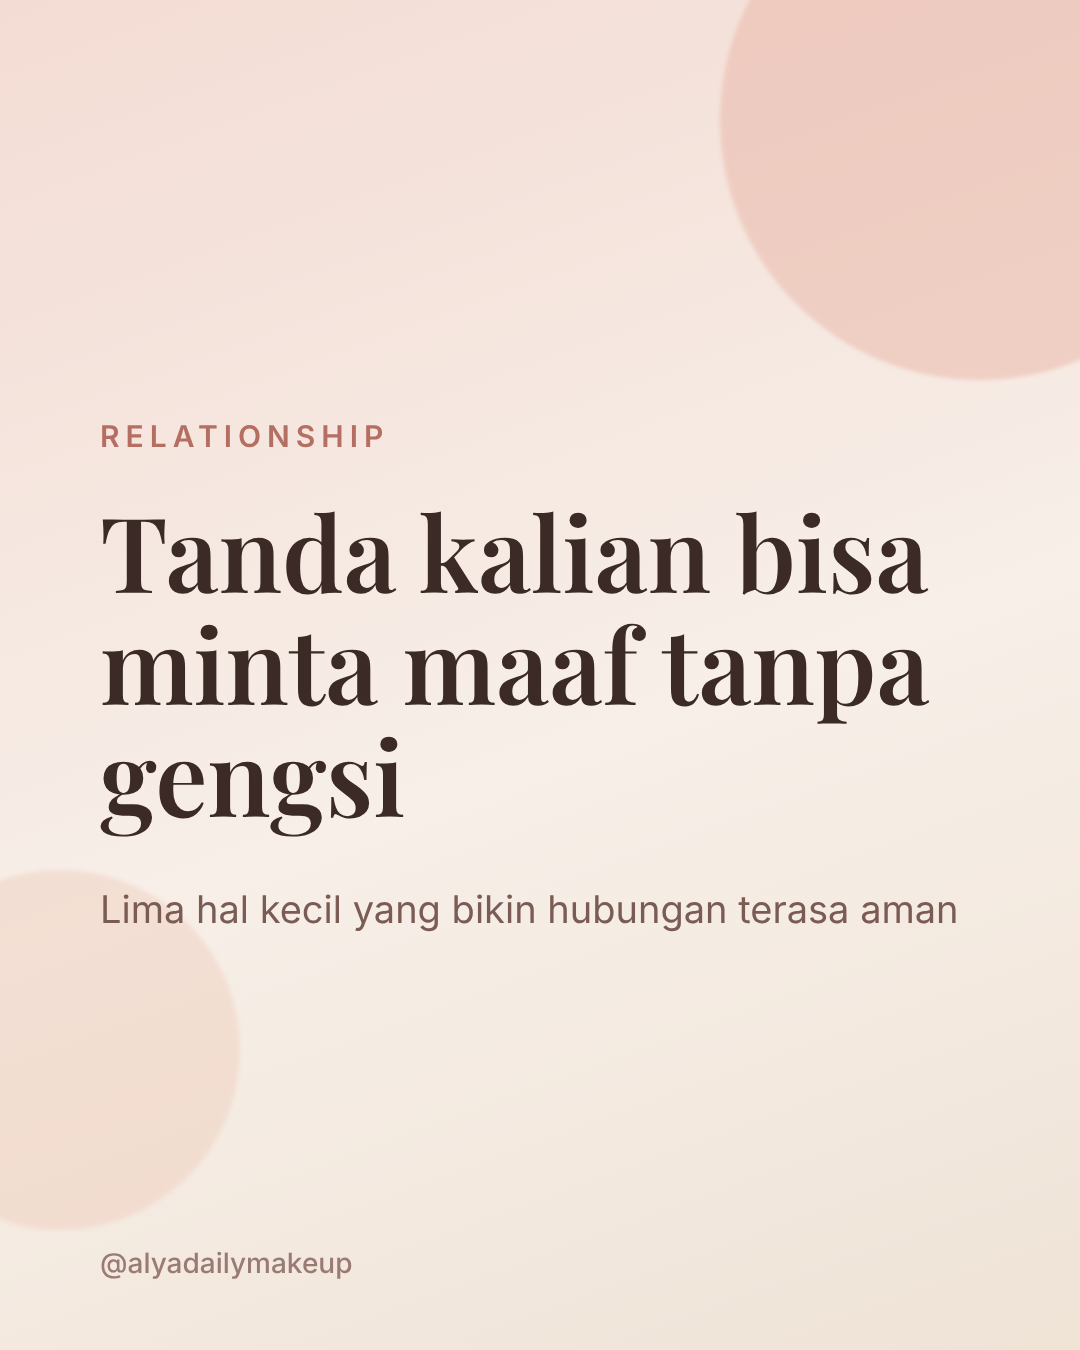 RELATIONSHIP
Tanda kalian bisa
minta maaf tanpa
gengsi
Lima hal kecil yang bikin hubungan terasa aman
@alyadailymakeup